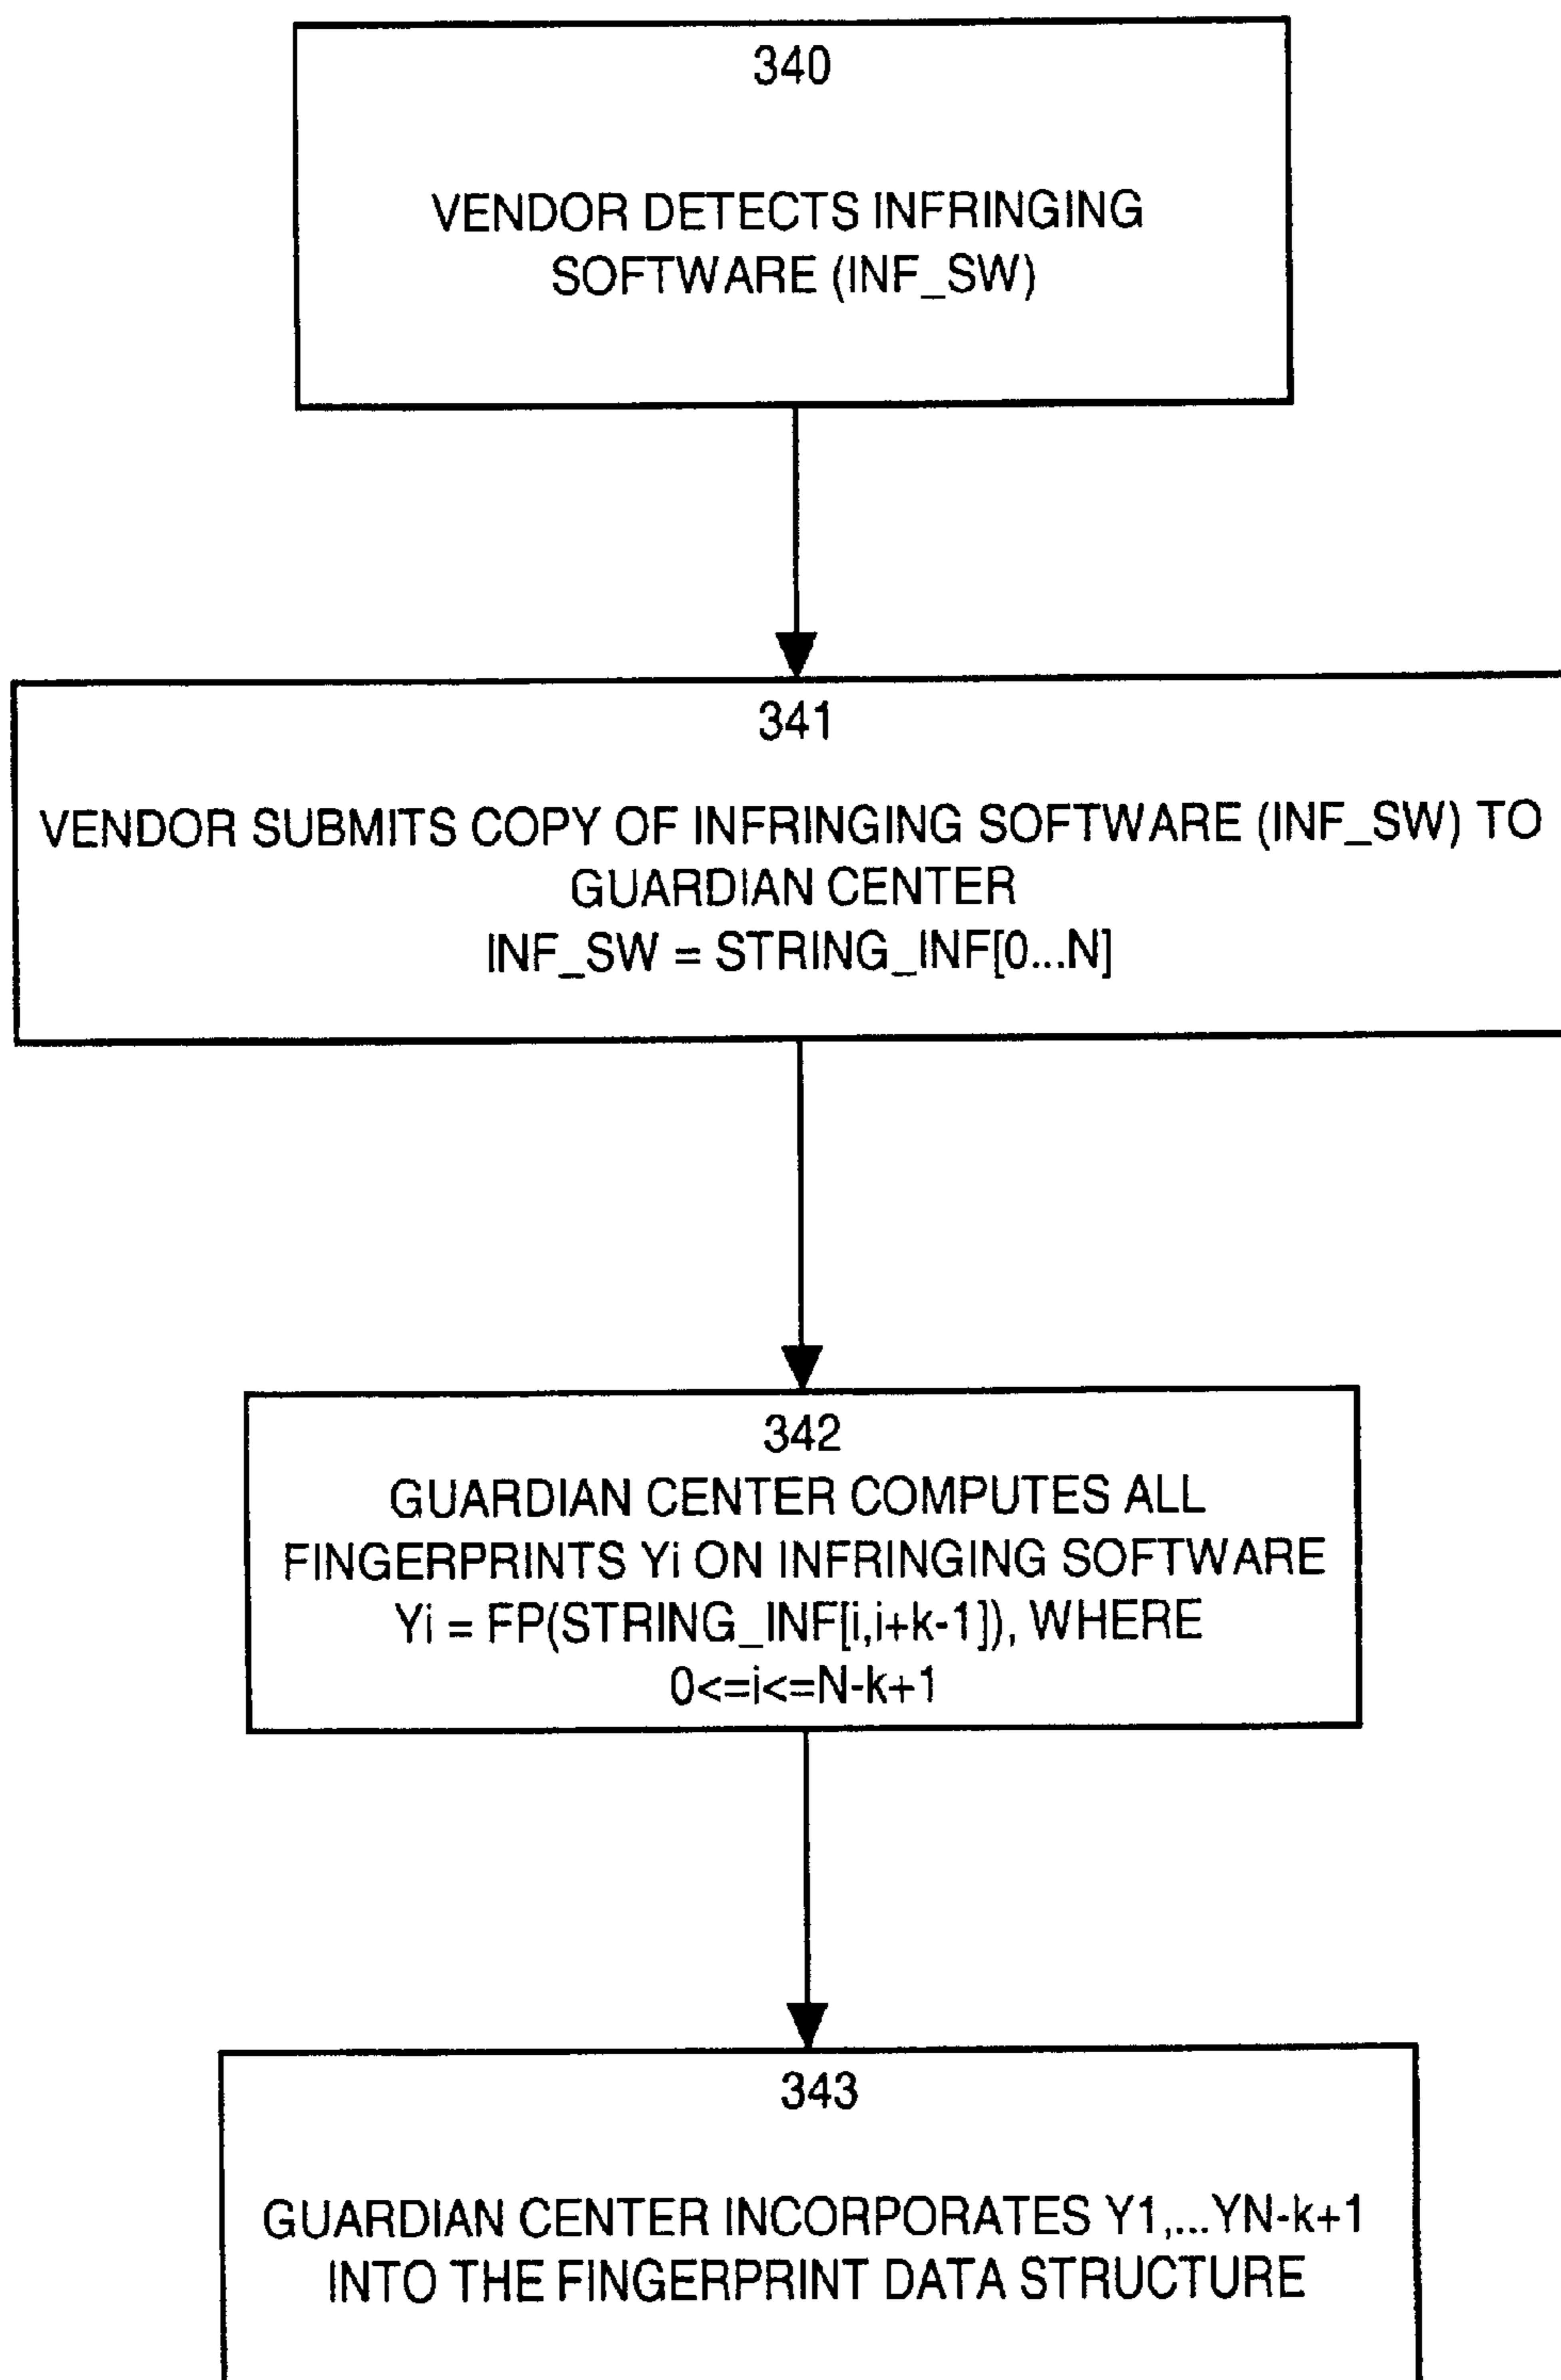 340
VENDOR DETECTS INFRINGING
SOFTWARE (INF_SW)
341
VENDOR SUBMITS COPY OF INFRINGING SOFTWARE (INF_SW) TO
GUARDIAN CENTER
INF_SW = STRING_INF[0...N]
342
GUARDIAN CENTER COMPUTES ALL
FINGERPRINTS Yi ON INFRINGING SOFTWARE
Yi = FP(STRING_INF[i,i+k-1]), WHERE
0<=i<=N-k+1
343
GUARDIAN CENTER INCORPORATES Y1,...YN-k+1
INTO THE FINGERPRINT DATA STRUCTURE